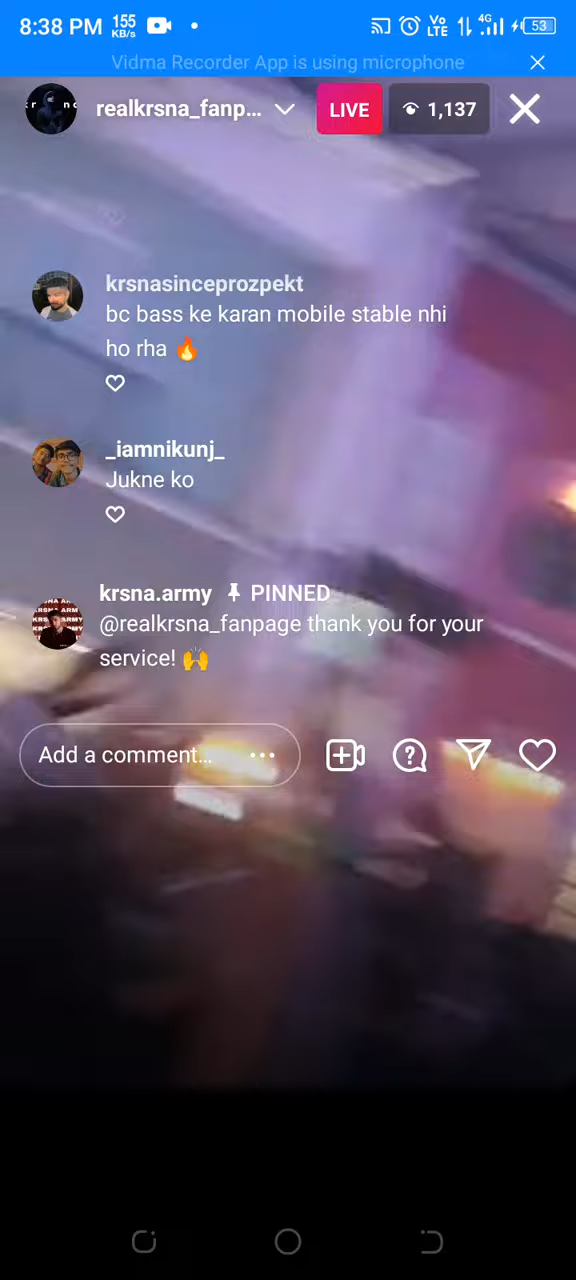 8:38 PM 155 KB/s Vo LTE 4G 53
Vidma Recorder App is using microphone
realkrsna_fanp... LIVE 1,137
krsnasinceprozpekt
bc bass ke karan mobile stable nhi
ho rha 🔥
_iamnikunj_
Jukne ko
krsna.army PINNED
@realkrsna_fanpage thank you for your
service! 🙌
Add a comment...